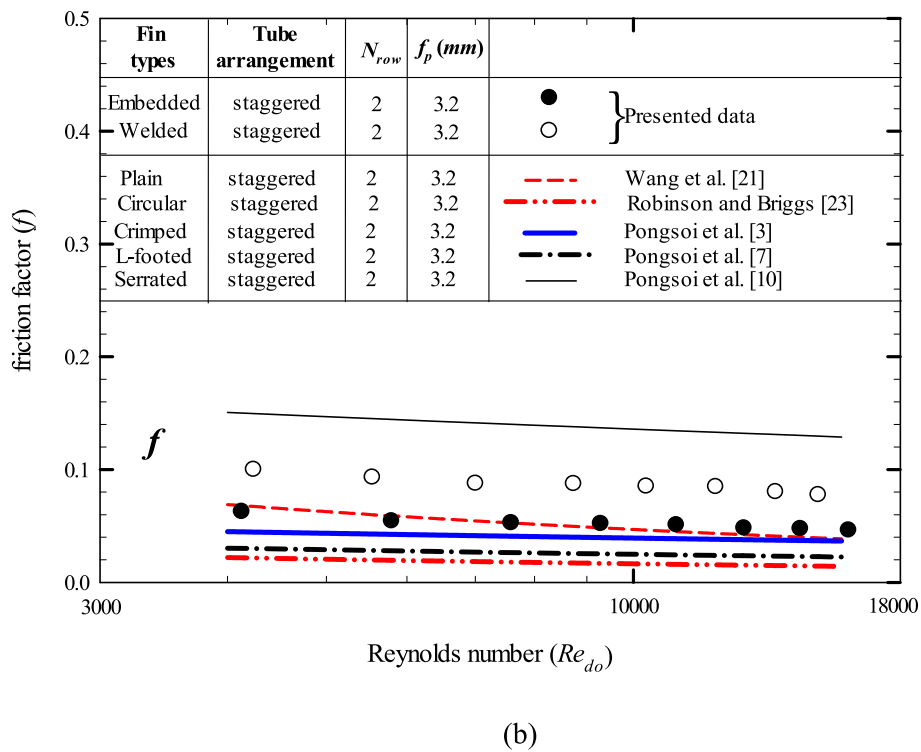 0.5
Fin types
Tube arrangement
N_row
f_p (mm)
Embedded staggered 2 3.2
Welded staggered 2 3.2
Presented data
0.4
Plain staggered 2 3.2 Wang et al. [21]
Circular staggered 2 3.2 Robinson and Briggs [23]
Crimped staggered 2 3.2 Pongsoi et al. [3]
L-footed staggered 2 3.2 Pongsoi et al. [7]
Serrated staggered 2 3.2 Pongsoi et al. [10]
0.3
friction factor (f)
0.2
f
0.1
0.0
3000 10000 18000
Reynolds number (Re_do)
(b)